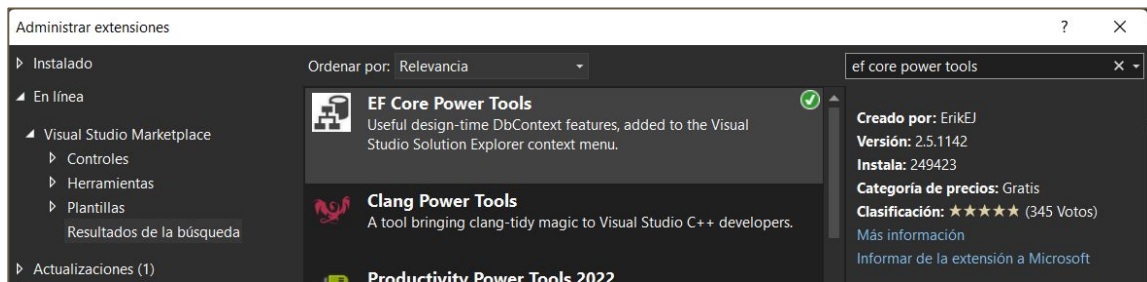 Administrar extensiones
?
Instalado
En línea
Visual Studio Marketplace
Controles
Herramientas
Plantillas
Resultados de la búsqueda
Actualizaciones (1)
Ordenar por: Relevancia
EF Core Power Tools
Useful design-time DbContext features, added to the Visual
Studio Solution Explorer context menu.
Clang Power Tools
A tool bringing clang-tidy magic to Visual Studio C++ developers.
Productivity Power Tools 2022
ef core power tools
Creado por: ErikEJ
Versión: 2.5.1142
Instala: 249423
Categoría de precios: Gratis
Clasificación: ★★★★★ (345 Votos)
Más información
Informar de la extensión a Microsoft